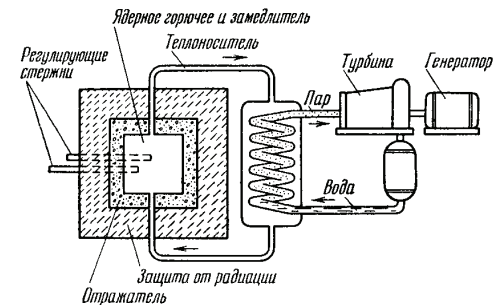 Ядерное горючее и замедлитель
Теплоноситель
Регулирующие
стержни
Турбина
Генератор
Пар
Вода
Защита от радиации
Отражатель